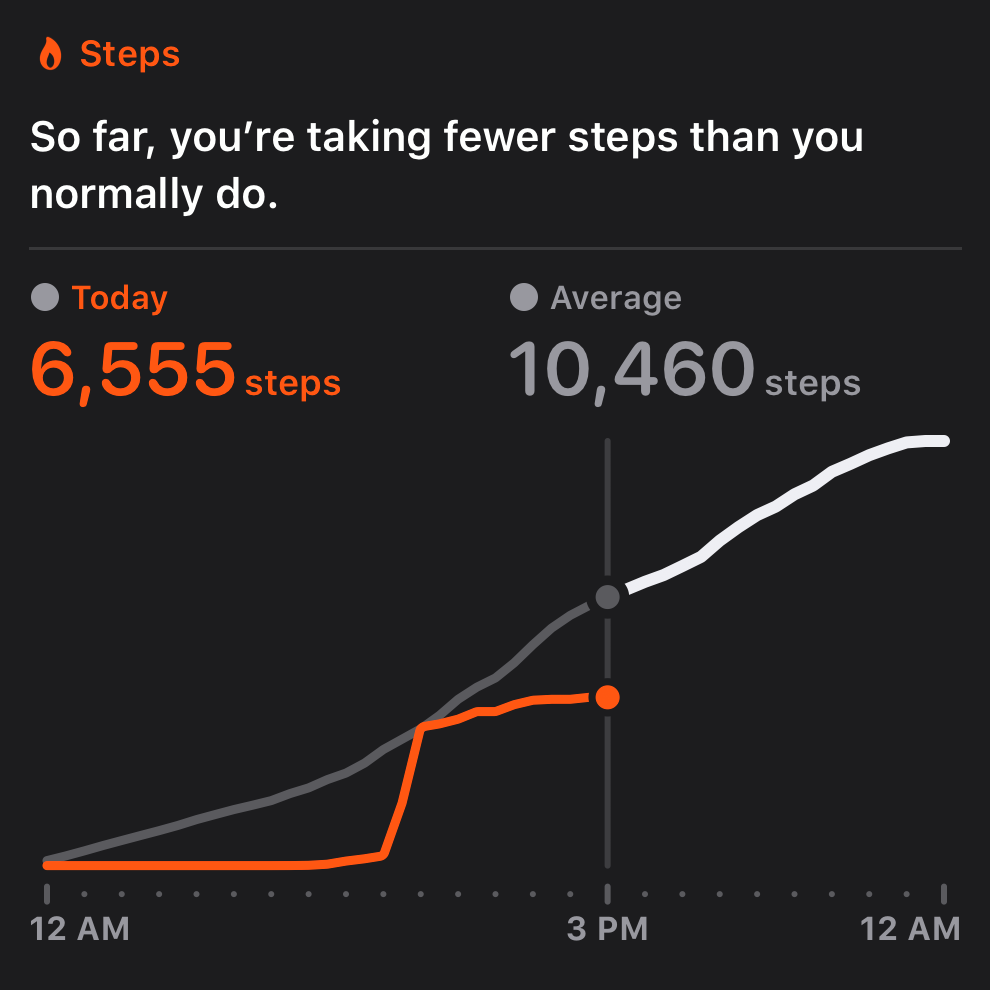 Steps
So far, you’re taking fewer steps than you
normally do.
Today
Average
6,555 steps
10,460 steps
12 AM
3 PM
12 AM